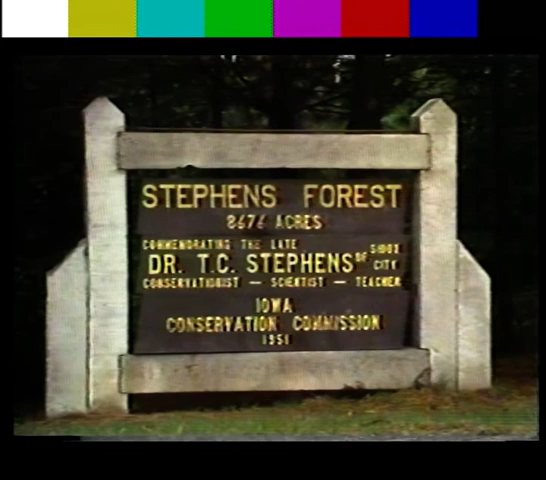 STEPHENS FOREST
8676 ACRES
COMMEMORATING THE LATE
DR. T.C. STEPHENS OF SIOUX CITY
CONSERVATIONIST — SCIENTIST — TEACHER
IOWA
CONSERVATION COMMISSION
1951